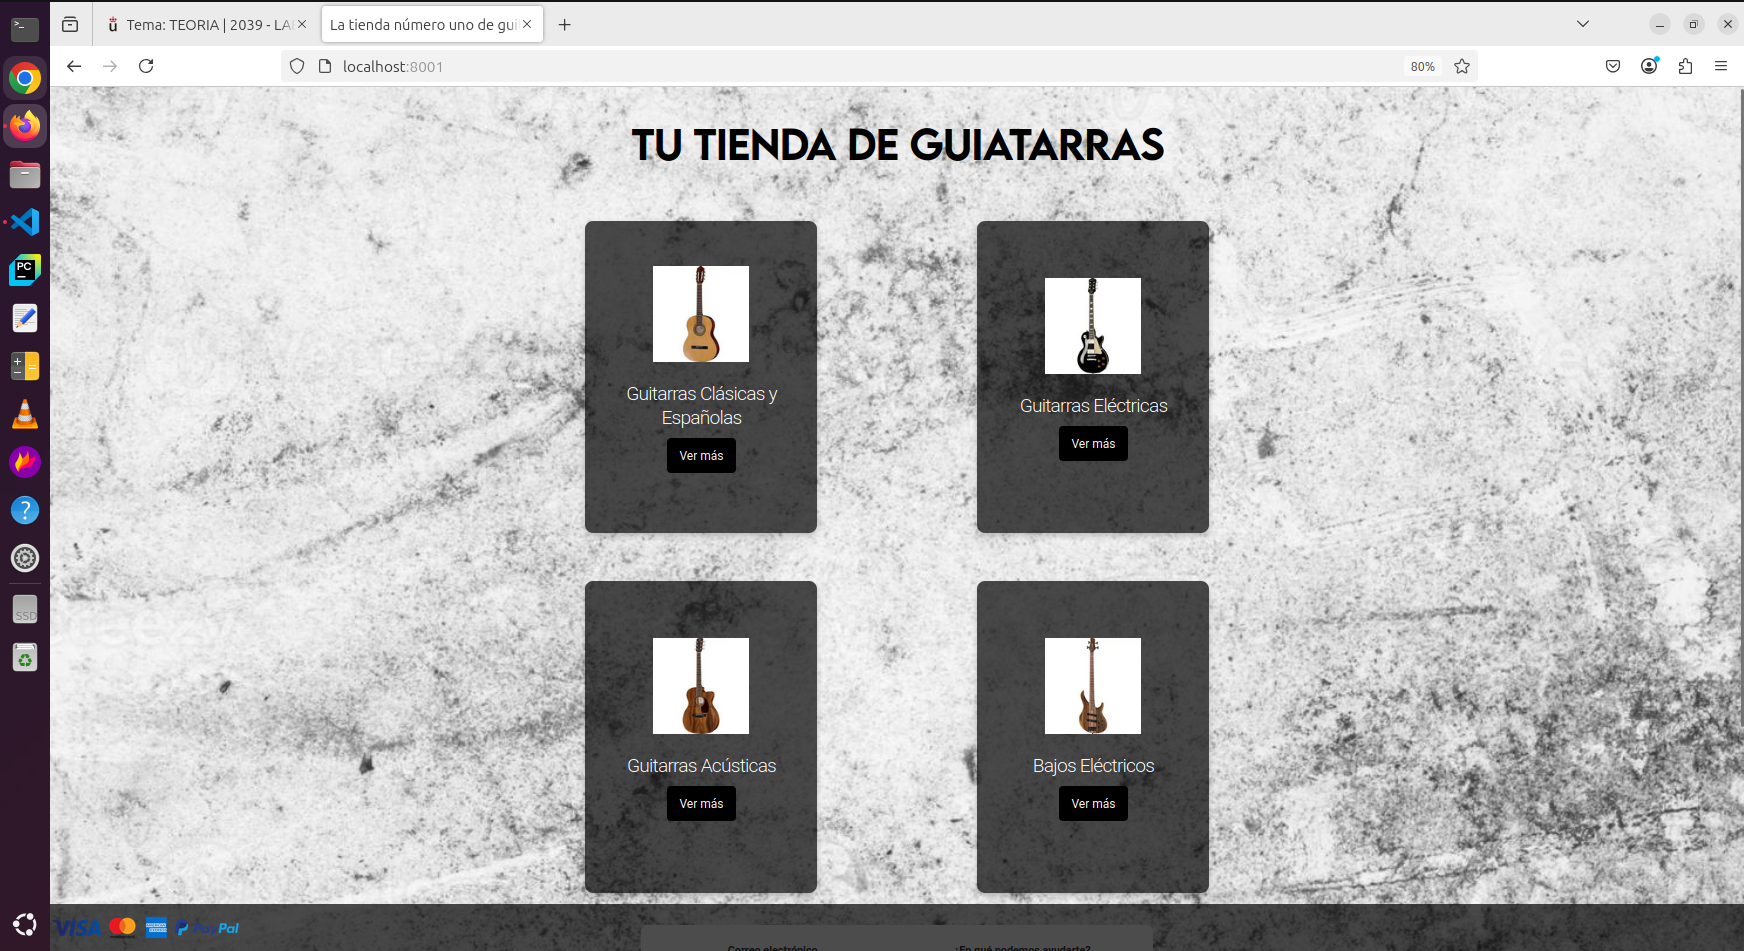 Tema: TEORIA | 2039 - LA
La tienda número uno de gui
localhost:8001
80%
TU TIENDA DE GUIATARRAS
Guitarras Clásicas y
Españolas
Ver más
Guitarras Eléctricas
Ver más
Guitarras Acústicas
Ver más
Bajos Eléctricos
Ver más
PC
SSD
VISA
PayPal
Correo electrónico
¿En qué podemos ayudarte?